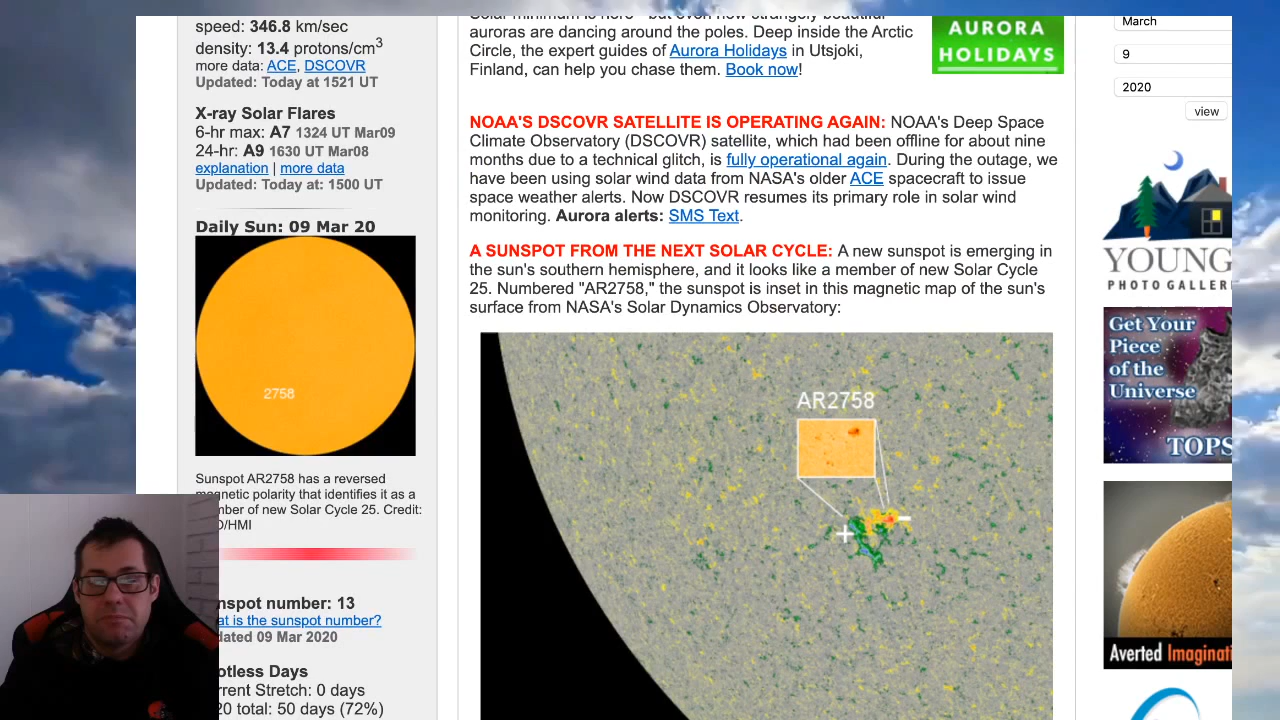 speed: 346.8 km/sec
density: 13.4 protons/cm3
more data: ACE, DSCOVR
Updated: Today at 1521 UT
X-ray Solar Flares
6-hr max: A7 1324 UT Mar09
24-hr: A9 1630 UT Mar08
explanation | more data
Updated: Today at: 1500 UT
Daily Sun: 09 Mar 20
2758
Sunspot AR2758 has a reversed
magnetic polarity that identifies it as a
of new Solar Cycle 25. Credit:
/HMI
number: 13
is the sunspot number?
09 Mar 2020
Days
Stretch: 0 days
total: 50 days (72%)
Solar minimum is here - but even now strangely beautiful
auroras are dancing around the poles. Deep inside the Arctic
Circle, the expert guides of Aurora Holidays in Utsjoki,
Finland, can help you chase them. Book now!
AURORA
HOLIDAYS
NOAA'S DSCOVR SATELLITE IS OPERATING AGAIN: NOAA's Deep Space
Climate Observatory (DSCOVR) satellite, which had been offline for about nine
months due to a technical glitch, is fully operational again. During the outage, we
have been using solar wind data from NASA's older ACE spacecraft to issue
space weather alerts. Now DSCOVR resumes its primary role in solar wind
monitoring. Aurora alerts: SMS Text.
A SUNSPOT FROM THE NEXT SOLAR CYCLE: A new sunspot is emerging in
the sun's southern hemisphere, and it looks like a member of new Solar Cycle
25. Numbered "AR2758," the sunspot is inset in this magnetic map of the sun's
surface from NASA's Solar Dynamics Observatory:
AR2758
+ −
March
9
2020
view
YOUNG
PHOTO GALLER
Get Your
Piece
of the
Universe
TOPS
Averted Imaginati